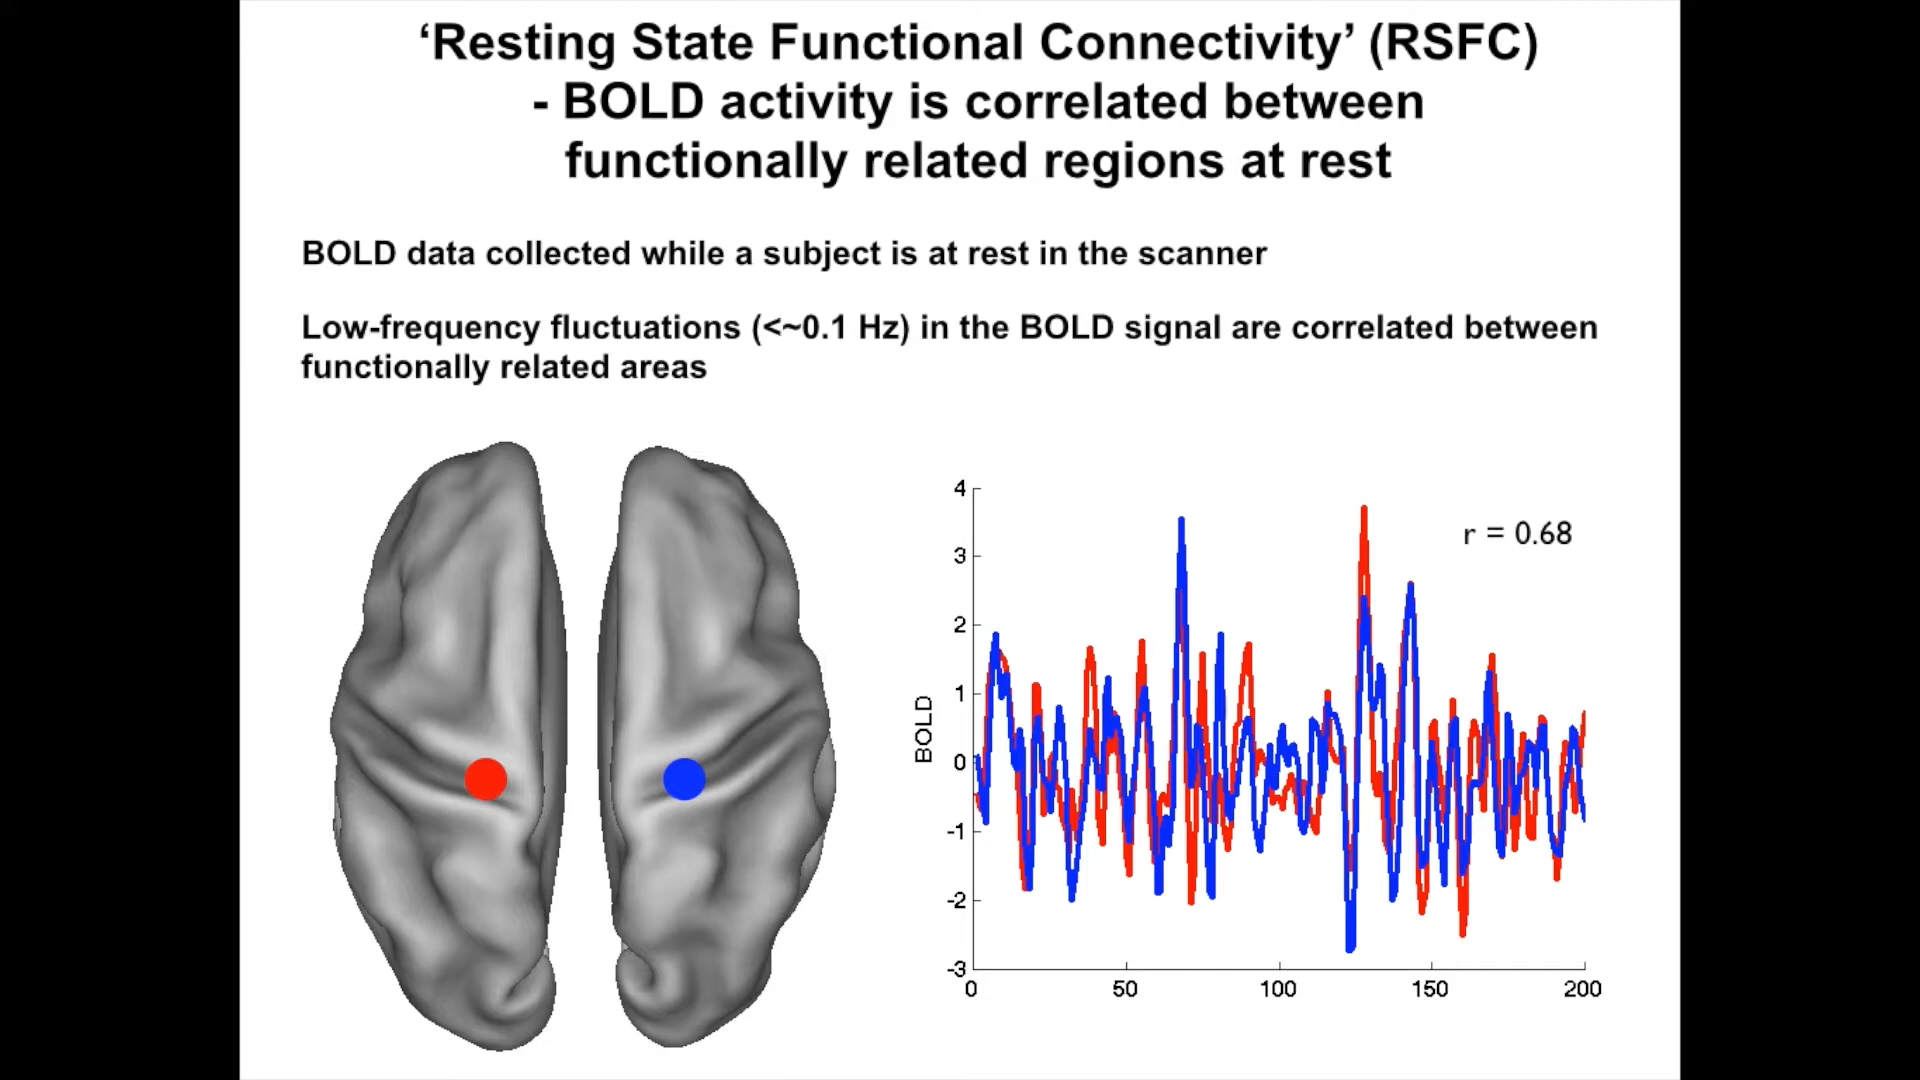 ‘Resting State Functional Connectivity’ (RSFC)
- BOLD activity is correlated between
functionally related regions at rest
BOLD data collected while a subject is at rest in the scanner
Low-frequency fluctuations (<~0.1 Hz) in the BOLD signal are correlated between
functionally related areas
r = 0.68
BOLD
4
3
2
1
0
-1
-2
-3
0 50 100 150 200